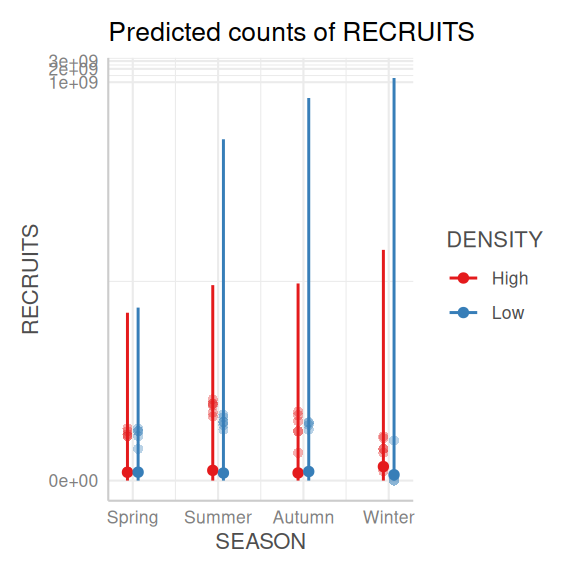 Predicted counts of RECRUITS
3e+09
2e+09
1e+09
0e+00
RECRUITS
Spring Summer Autumn Winter
SEASON
DENSITY
High
Low